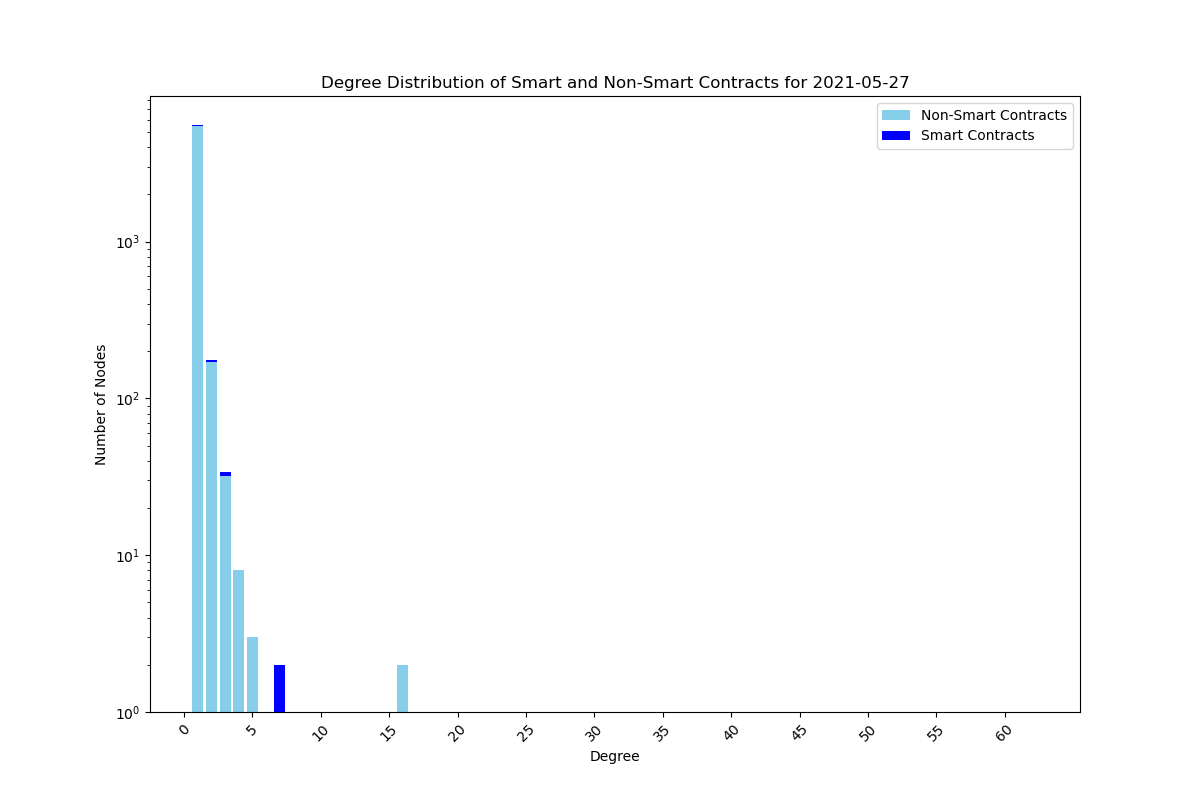 Degree Distribution of Smart and Non-Smart Contracts for 2021-05-27
Non-Smart Contracts
Smart Contracts
Number of Nodes
10³
10²
10¹
10⁰
0 5 10 15 20 25 30 35 40 45 50 55 60
Degree